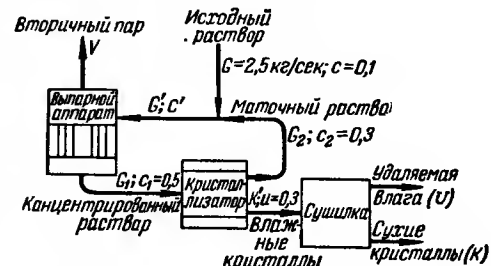 Исходный
раствор
Вторичный пар
V
G=2,5 кг/сек; c=0,1
Выпарной
аппарат
G'; c'
Маточный раство
G₂; c₂=0,3
G₁; c₁=0,5
Концентрированный
раствор
Кристал-
лизатор
K'; u=0,3
Влаж-
ные
кристаллы
Сушилка
Удаляемая
Влага (U)
Сухие
кристаллы (K)